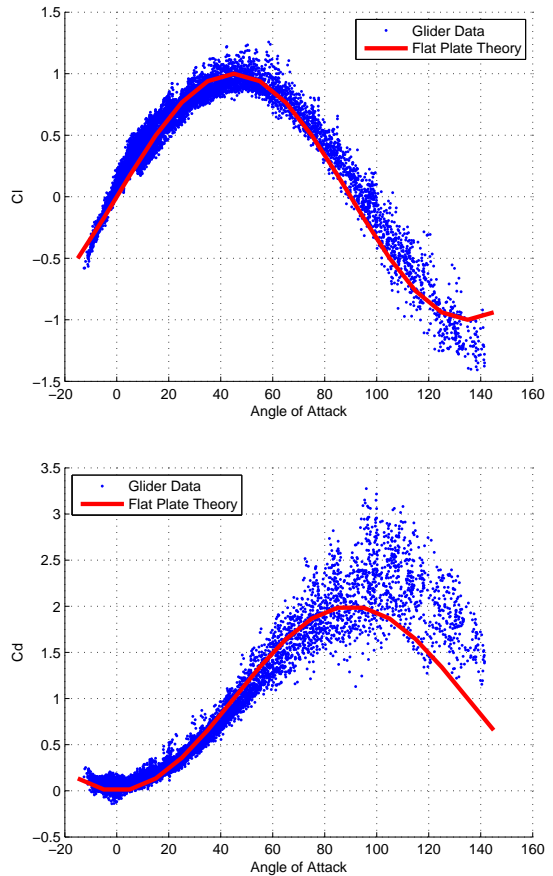 1.5
1
0.5
0
−0.5
−1
−1.5
Cl
−20 0 20 40 60 80 100 120 140 160
Angle of Attack
Glider Data
Flat Plate Theory
3.5
3
2.5
2
1.5
1
0.5
0
−0.5
Cd
−20 0 20 40 60 80 100 120 140 160
Angle of Attack
Glider Data
Flat Plate Theory